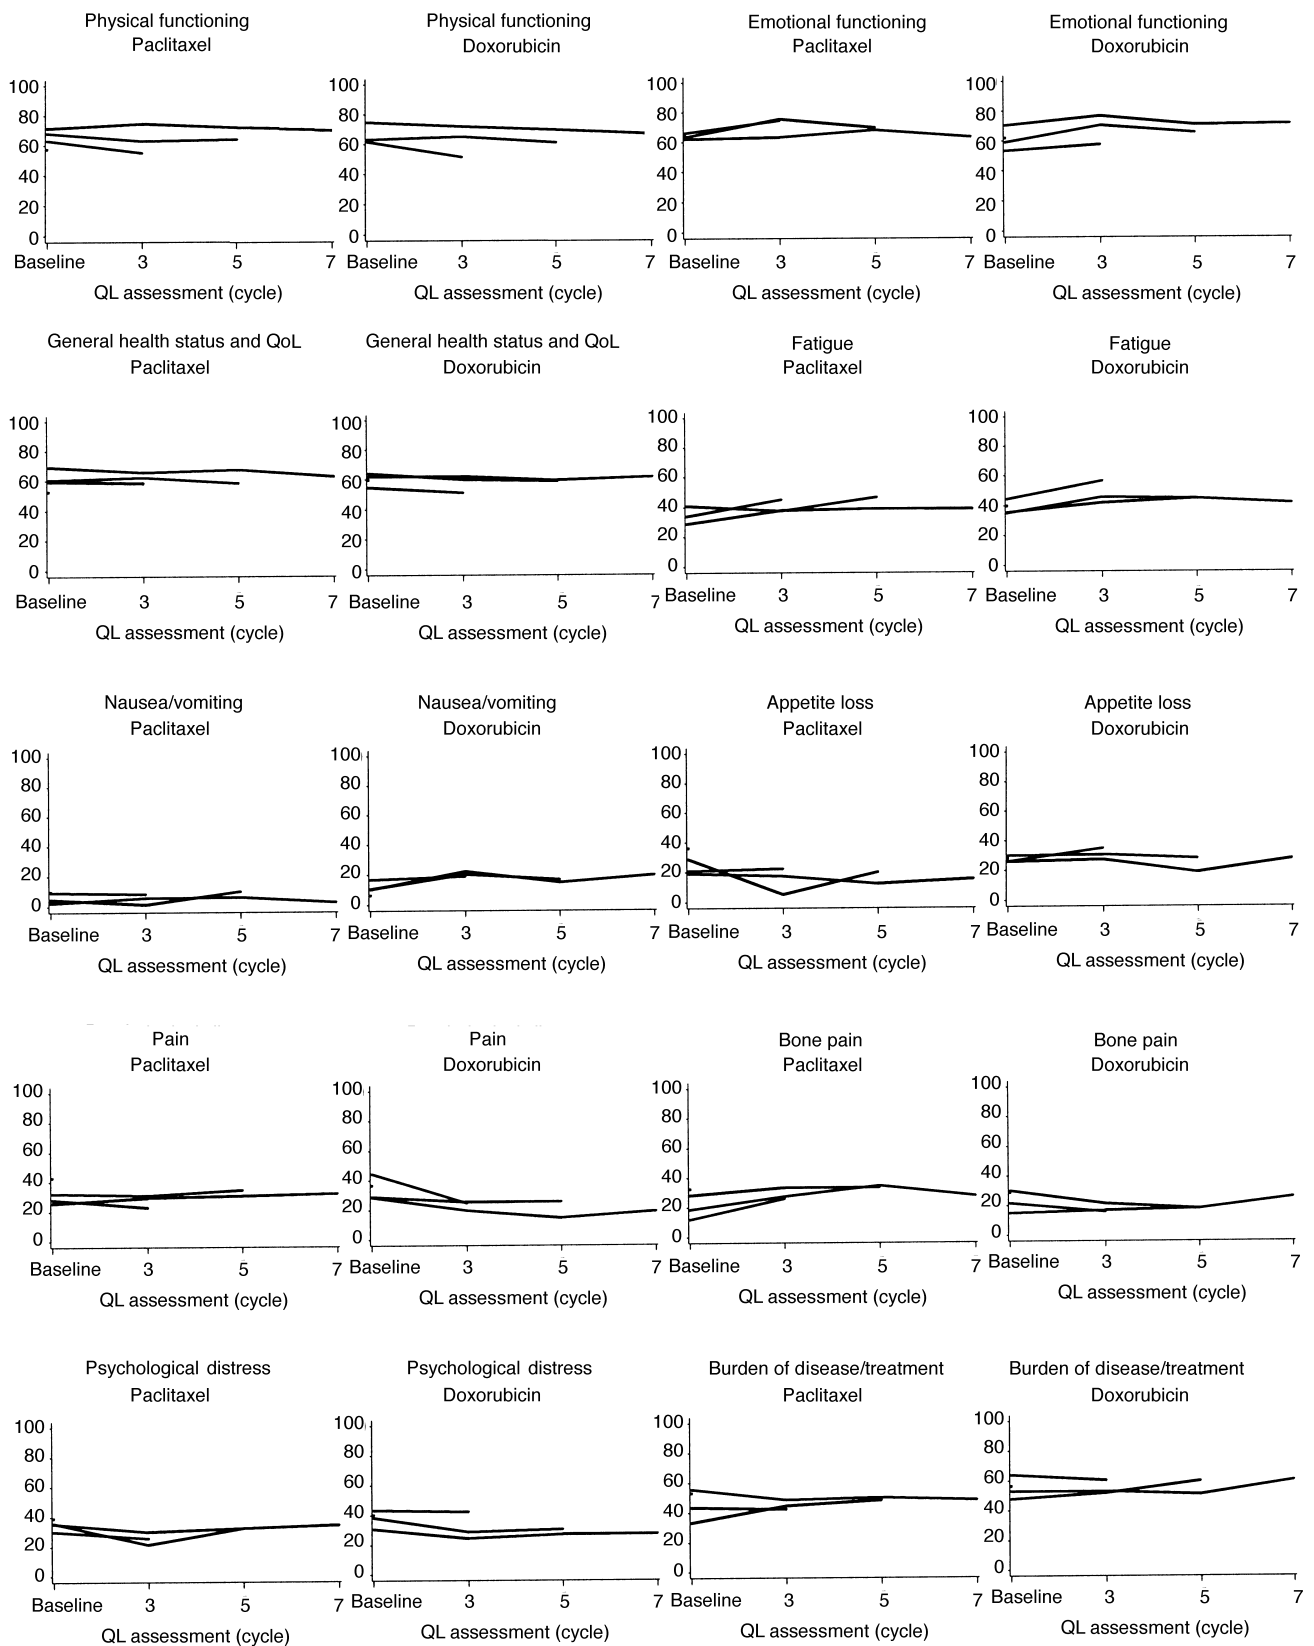 Physical functioning
Paclitaxel
100
80
60
40
20
0
Baseline 3 5 7
QL assessment (cycle)
Physical functioning
Doxorubicin
100
80
60
40
20
0
Baseline 3 5 7
QL assessment (cycle)
Emotional functioning
Paclitaxel
100
80
60
40
20
0
Baseline 3 5 7
QL assessment (cycle)
Emotional functioning
Doxorubicin
100
80
60
40
20
0
Baseline 3 5 7
QL assessment (cycle)
General health status and QoL
Paclitaxel
100
80
60
40
20
0
Baseline 3 5 7
QL assessment (cycle)
General health status and QoL
Doxorubicin
100
80
60
40
20
0
Baseline 3 5 7
QL assessment (cycle)
Fatigue
Paclitaxel
100
80
60
40
20
0
Baseline 3 5 7
QL assessment (cycle)
Fatigue
Doxorubicin
100
80
60
40
20
0
Baseline 3 5 7
QL assessment (cycle)
Nausea/vomiting
Paclitaxel
100
80
60
40
20
0
Baseline 3 5 7
QL assessment (cycle)
Nausea/vomiting
Doxorubicin
100
80
60
40
20
0
Baseline 3 5 7
QL assessment (cycle)
Appetite loss
Paclitaxel
100
80
60
40
20
0
Baseline 3 5 7
QL assessment (cycle)
Appetite loss
Doxorubicin
100
80
60
40
20
0
Baseline 3 5 7
QL assessment (cycle)
Pain
Paclitaxel
100
80
60
40
20
0
Baseline 3 5 7
QL assessment (cycle)
Pain
Doxorubicin
100
80
60
40
20
0
Baseline 3 5 7
QL assessment (cycle)
Bone pain
Paclitaxel
100
80
60
40
20
0
Baseline 3 5 7
QL assessment (cycle)
Bone pain
Doxorubicin
100
80
60
40
20
0
Baseline 3 5 7
QL assessment (cycle)
Psychological distress
Paclitaxel
100
80
60
40
20
0
Baseline 3 5 7
QL assessment (cycle)
Psychological distress
Doxorubicin
100
80
60
40
20
0
Baseline 3 5 7
QL assessment (cycle)
Burden of disease/treatment
Paclitaxel
100
80
60
40
20
0
Baseline 3 5 7
QL assessment (cycle)
Burden of disease/treatment
Doxorubicin
100
80
60
40
20
0
Baseline 3 5 7
QL assessment (cycle)